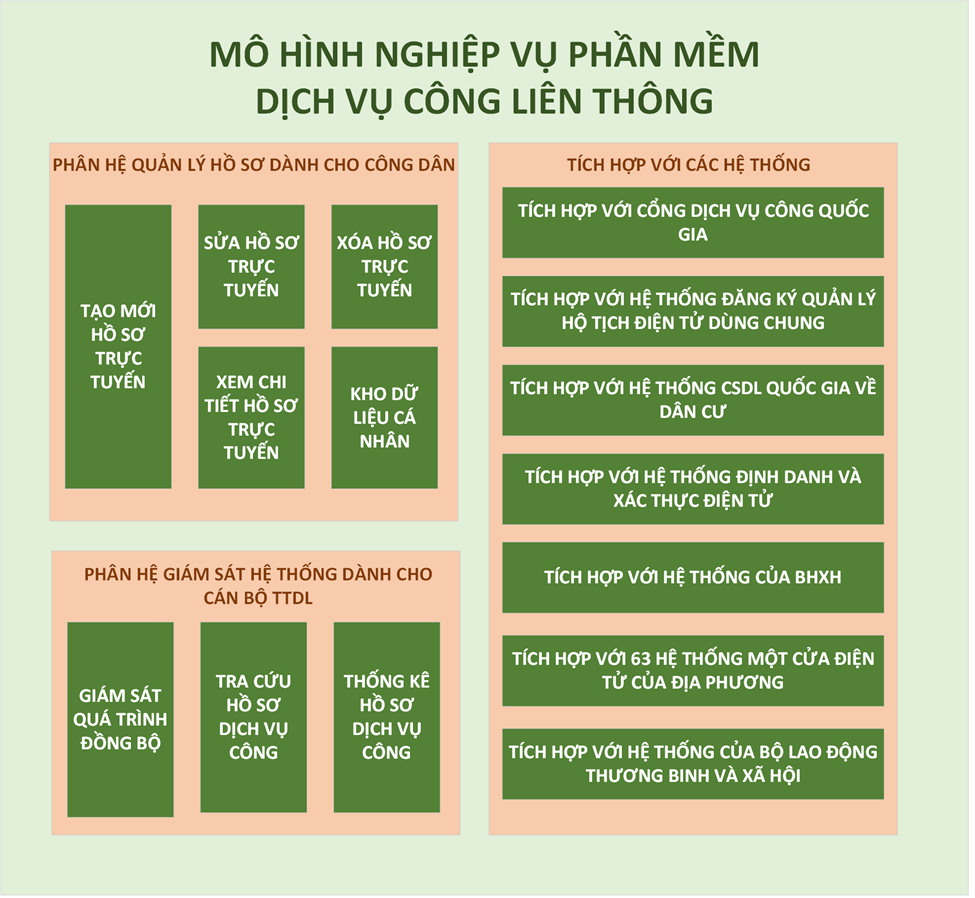 MÔ HÌNH NGHIỆP VỤ PHẦN MỀM
DỊCH VỤ CÔNG LIÊN THÔNG
PHÂN HỆ QUẢN LÝ HỒ SƠ DÀNH CHO CÔNG DÂN
TẠO MỚI
HỒ SƠ
TRỰC
TUYẾN
SỬA HỒ SƠ
TRỰC
TUYẾN
XÓA HỒ SƠ
TRỰC
TUYẾN
XEM CHI
TIẾT HỒ SƠ
TRỰC
TUYẾN
KHO DỮ
LIỆU CÁ
NHÂN
PHÂN HỆ GIÁM SÁT HỆ THỐNG DÀNH CHO
CÁN BỘ TTDL
GIÁM SÁT
QUÁ TRÌNH
ĐỒNG BỘ
TRA CỨU
HỒ SƠ
DỊCH VỤ
CÔNG
THỐNG KÊ
HỒ SƠ
DỊCH VỤ
CÔNG
TÍCH HỢP VỚI CÁC HỆ THỐNG
TÍCH HỢP VỚI CỔNG DỊCH VỤ CÔNG QUỐC
GIA
TÍCH HỢP VỚI HỆ THỐNG ĐĂNG KÝ QUẢN LÝ
HỘ TỊCH ĐIỆN TỬ DÙNG CHUNG
TÍCH HỢP VỚI HỆ THỐNG CSDL QUỐC GIA VỀ
DÂN CƯ
TÍCH HỢP VỚI HỆ THỐNG ĐỊNH DANH VÀ
XÁC THỰC ĐIỆN TỬ
TÍCH HỢP VỚI HỆ THỐNG CỦA BHXH
TÍCH HỢP VỚI 63 HỆ THỐNG MỘT CỬA ĐIỆN
TỬ CỦA ĐỊA PHƯƠNG
TÍCH HỢP VỚI HỆ THỐNG CỦA BỘ LAO ĐỘNG
THƯƠNG BINH VÀ XÃ HỘI